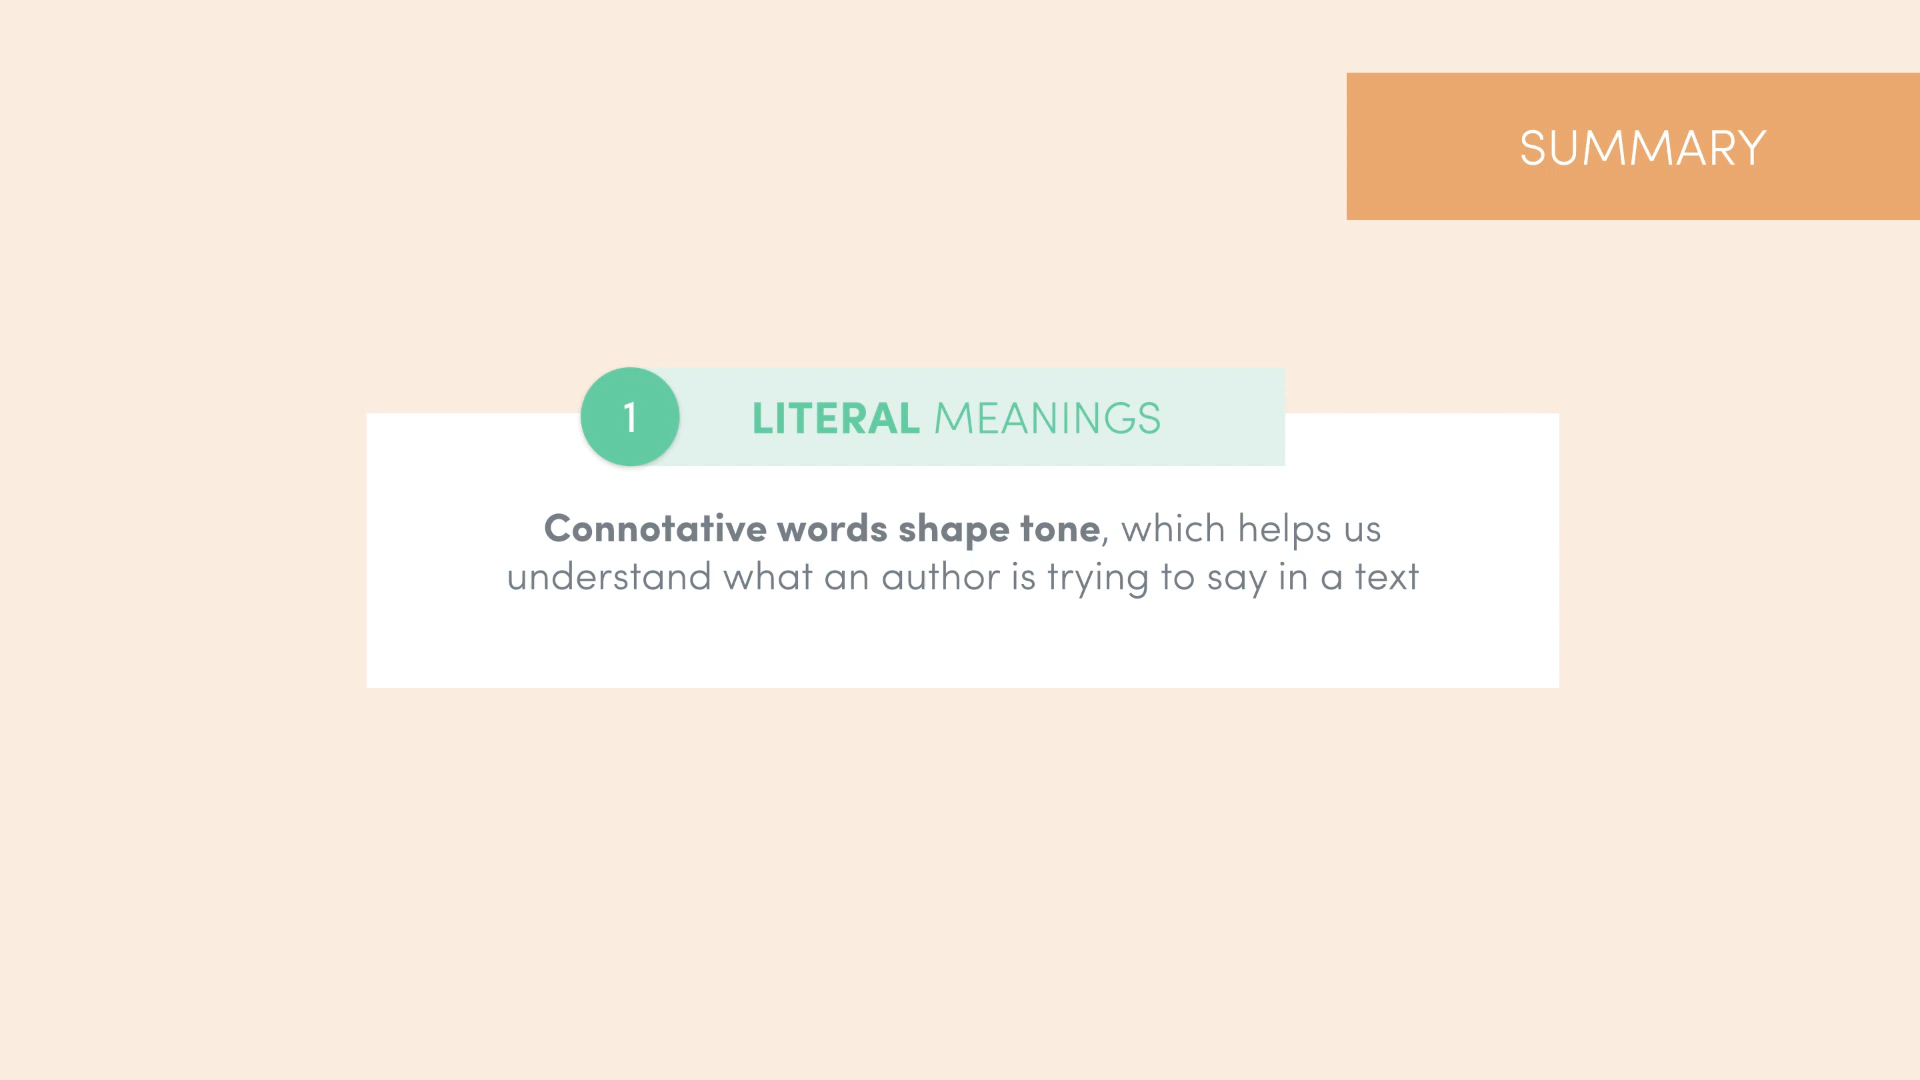 SUMMARY
1
LITERAL MEANINGS
Connotative words shape tone, which helps us
understand what an author is trying to say in a text